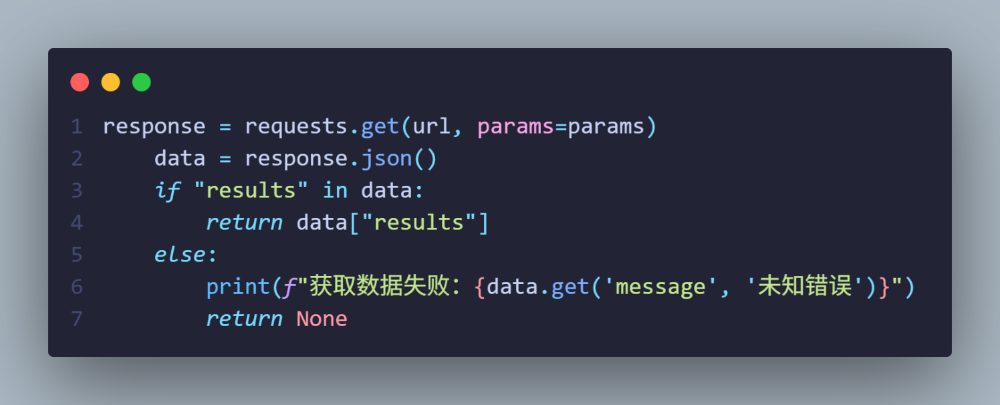 1 response = requests.get(url, params=params)
2     data = response.json()
3     if "results" in data:
4         return data["results"]
5     else:
6         print(f"获取数据失败：{data.get('message', '未知错误')}")
7         return None